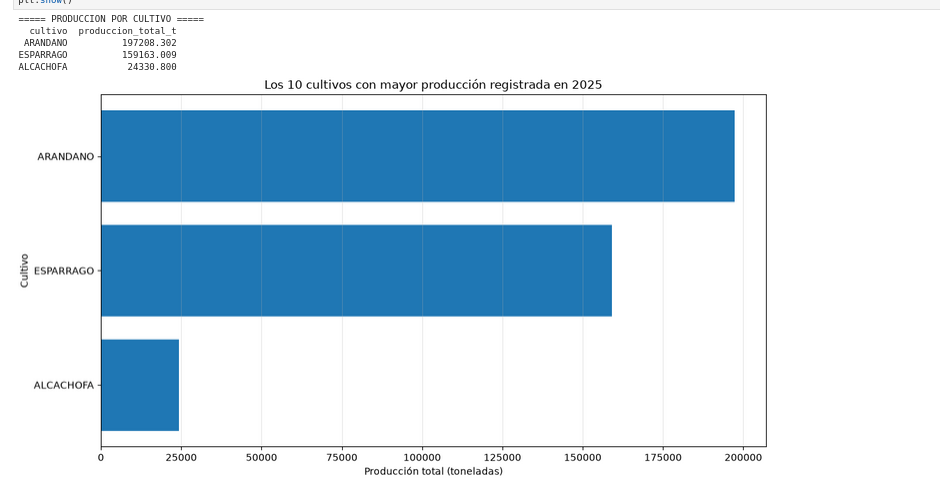 plt.show()
===== PRODUCCION POR CULTIVO =====
cultivo produccion_total_t
ARANDANO 197208.302
ESPARRAGO 159163.009
ALCACHOFA 24330.800
Los 10 cultivos con mayor producción registrada en 2025
ARANDANO
ESPARRAGO
ALCACHOFA
Cultivo
0 25000 50000 75000 100000 125000 150000 175000 200000
Producción total (toneladas)